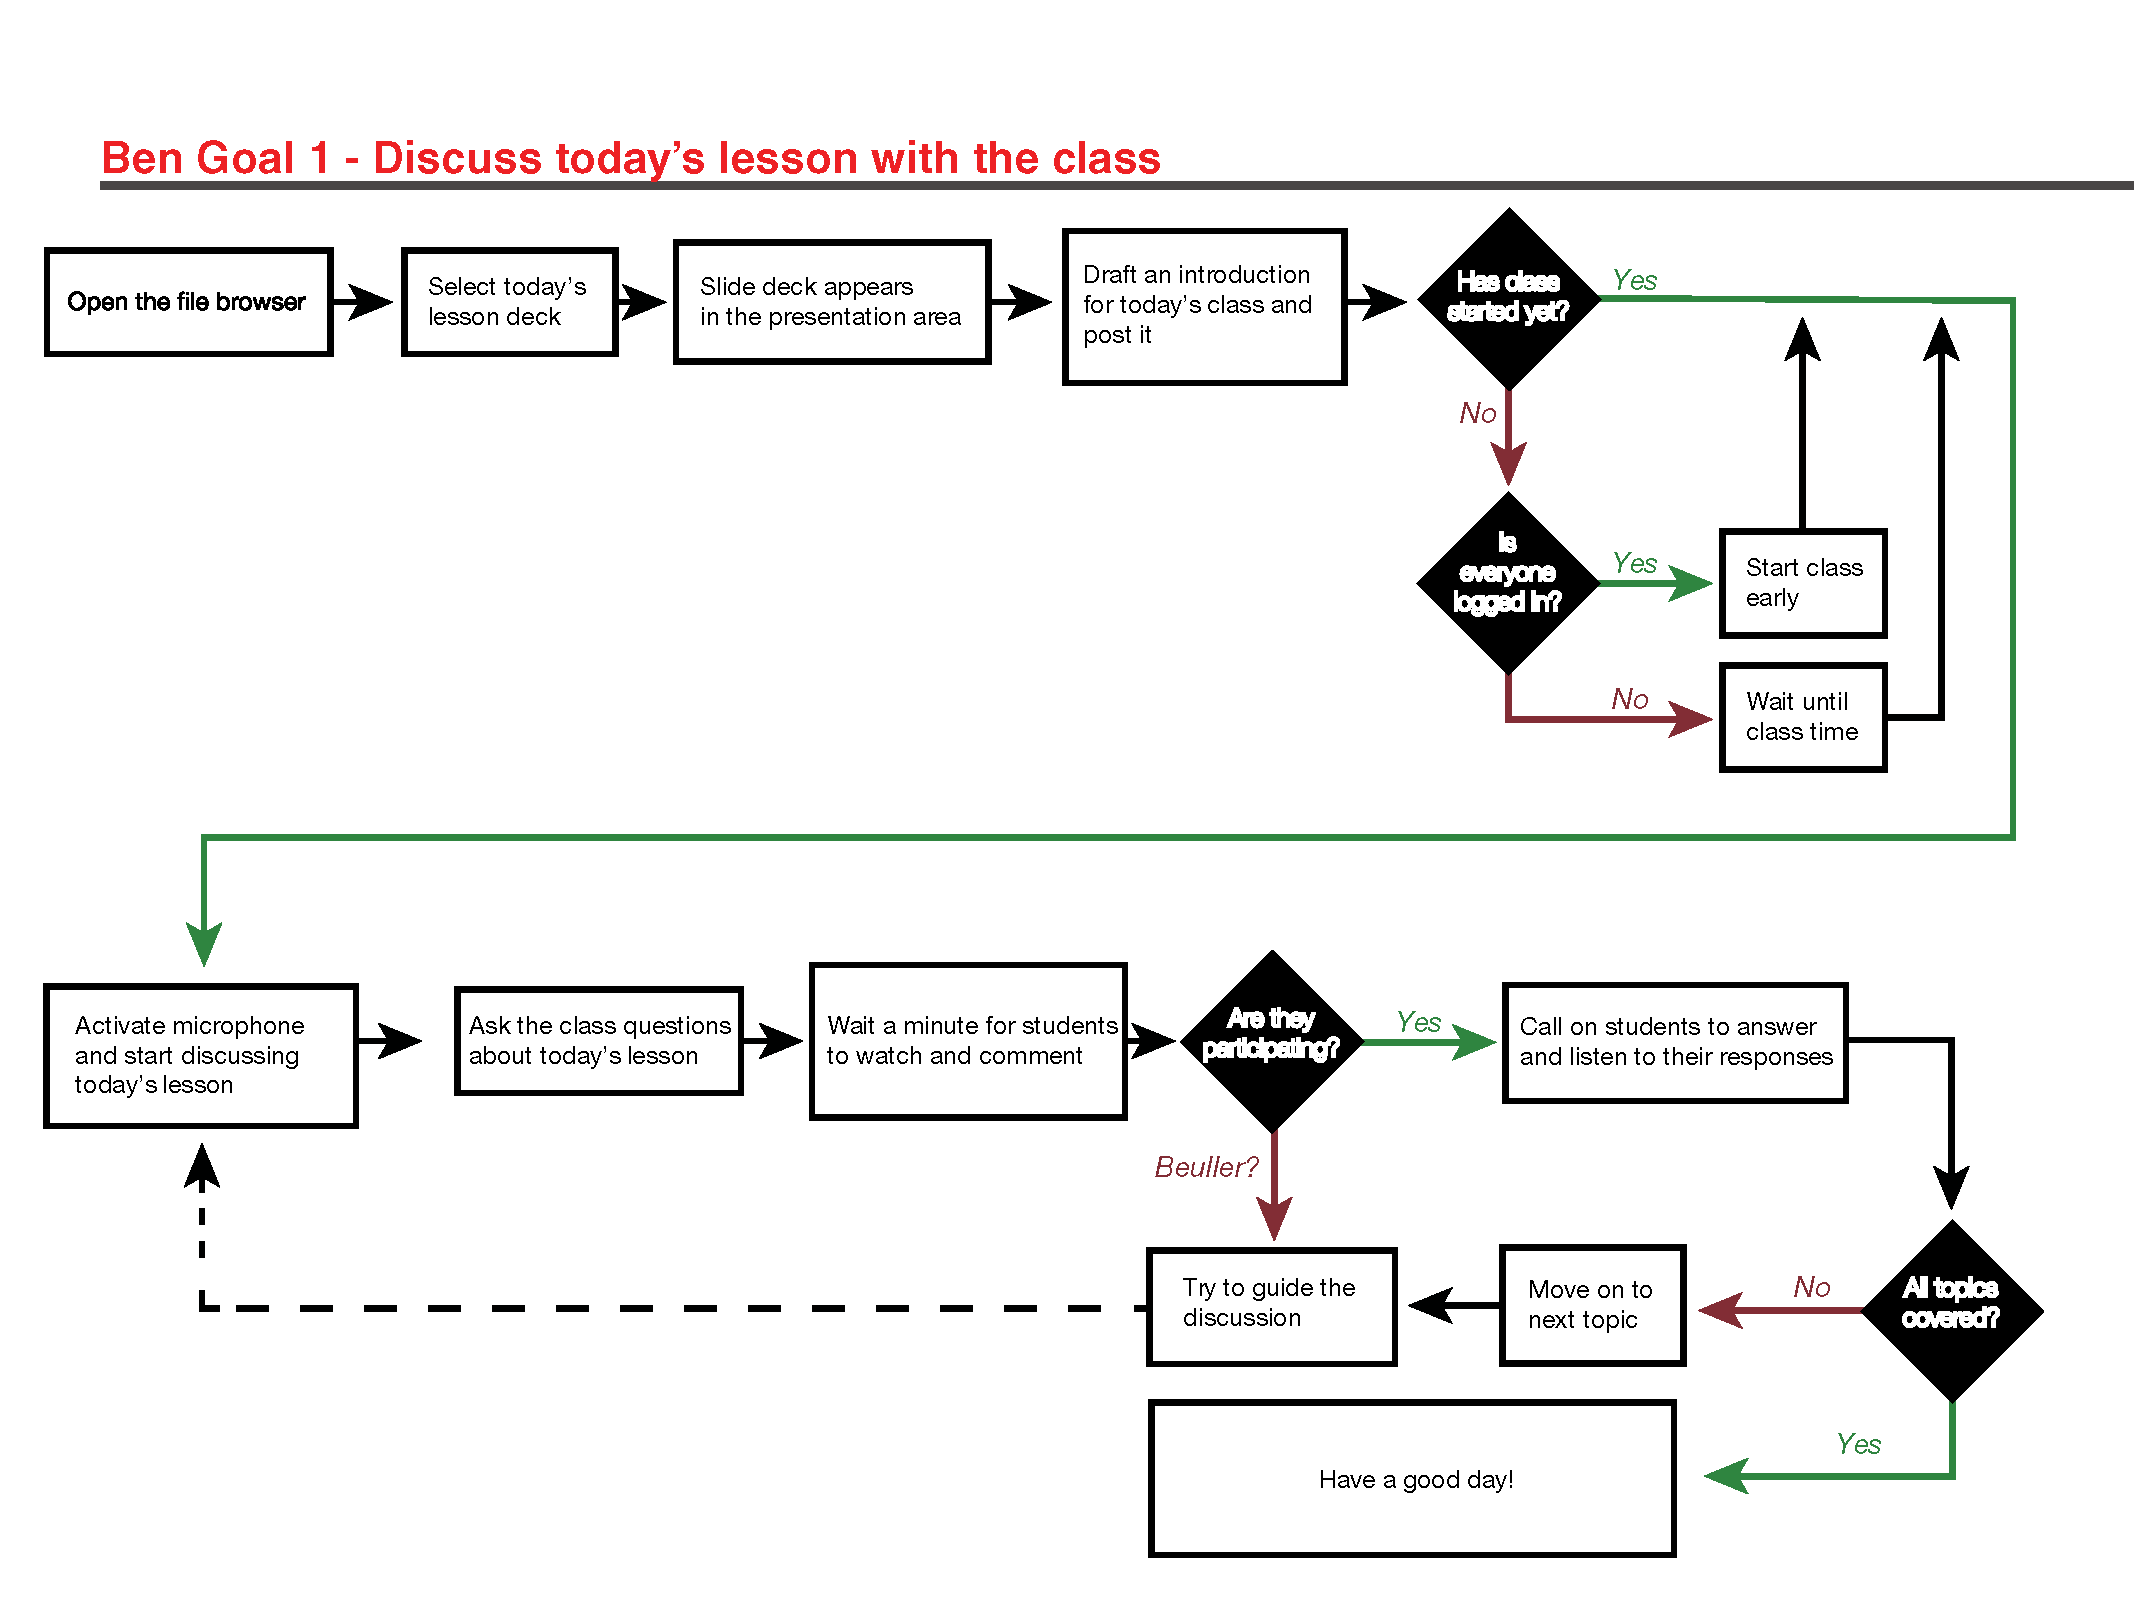 Ben Goal 1 - Discuss today’s lesson with the class
Open the file browser
Select today’s
lesson deck
Slide deck appears
in the presentation area
Draft an introduction
for today’s class and
post it
Has class
started yet?
Yes
No
Is
everyone
logged in?
Yes
Start class
early
No
Wait until
class time
Activate microphone
and start discussing
today’s lesson
Ask the class questions
about today’s lesson
Wait a minute for students
to watch and comment
Are they
participating?
Yes
Call on students to answer
and listen to their responses
Beuller?
Try to guide the
discussion
Move on to
next topic
No
All topics
covered?
Yes
Have a good day!